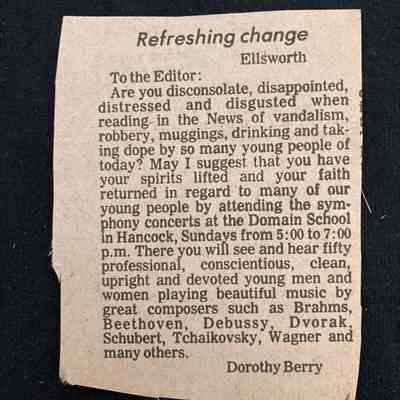 Refreshing change
Ellsworth
To the Editor:
Are you disconsolate, disappointed,
distressed and disgusted when
reading in the News of vandalism,
robbery, muggings, drinking and tak-
ing dope by so many young people of
today? May I suggest that you have
your spirits lifted and your faith
returned in regard to many of our
young people by attending the sym-
phony concerts at the Domain School
in Hancock, Sundays from 5:00 to 7:00
p.m. There you will see and hear fifty
professional, conscientious, clean,
upright and devoted young men and
women playing beautiful music by
great composers such as Brahms,
Beethoven, Debussy, Dvorak,
Schubert, Tchaikovsky, Wagner and
many others.
Dorothy Berry